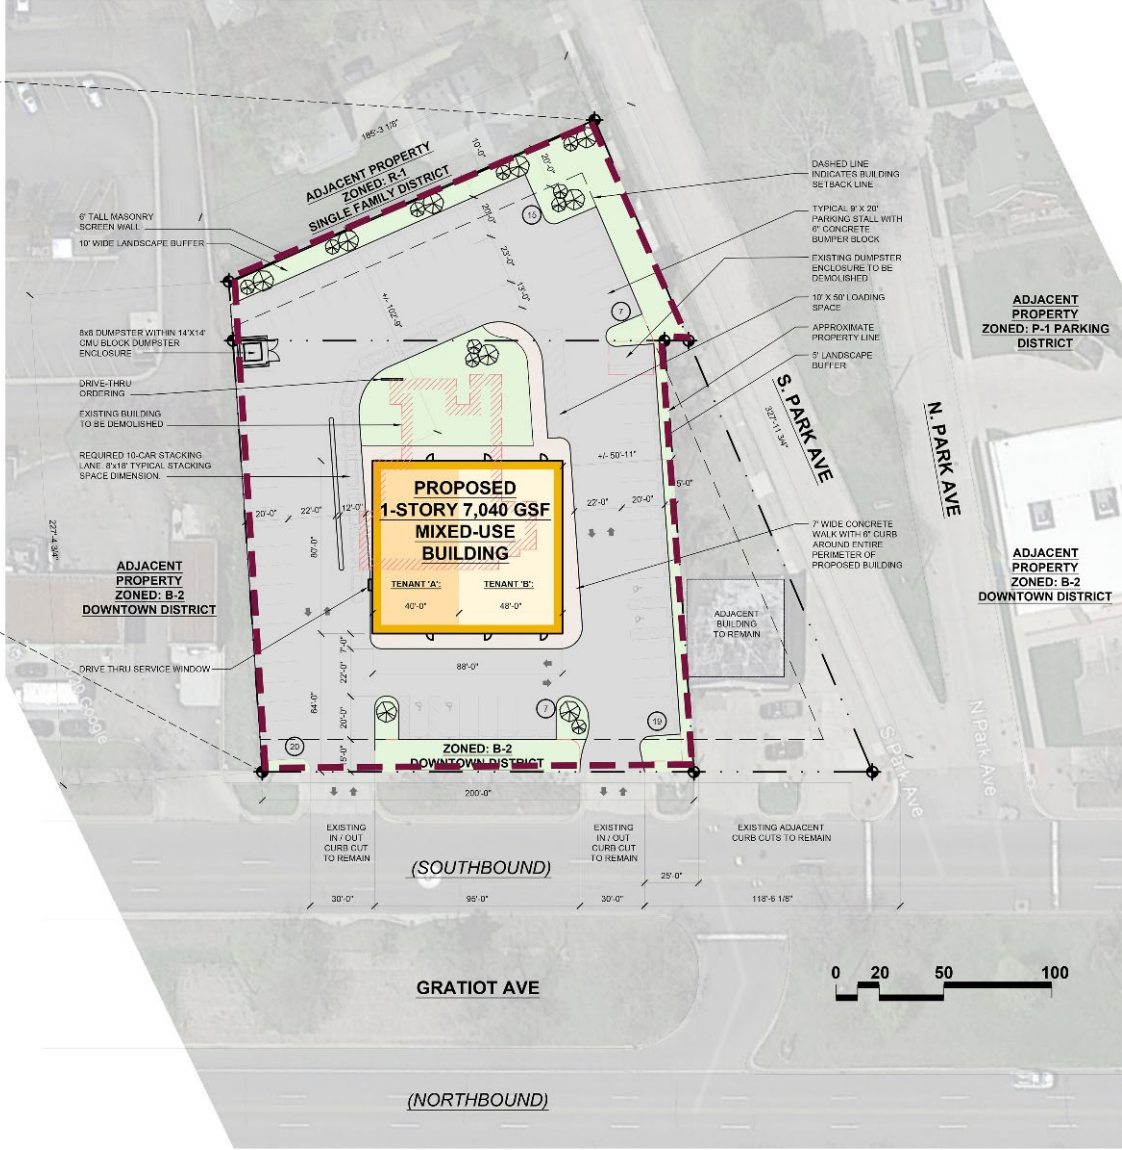 185'-3 1/8"
10'-0"
20'-0"
ADJACENT PROPERTY
ZONED: R-1
SINGLE FAMILY DISTRICT
6' TALL MASONRY
SCREEN WALL
10' WIDE LANDSCAPE BUFFER
8x8 DUMPSTER WITHIN 14'X14'
CMU BLOCK DUMPSTER
ENCLOSURE
DRIVE-THRU
ORDERING
EXISTING BUILDING
TO BE DEMOLISHED
REQUIRED 10-CAR STACKING
LANE. 8'x18' TYPICAL STACKING
SPACE DIMENSION.
227'-4 3/4"
ADJACENT
PROPERTY
ZONED: B-2
DOWNTOWN DISTRICT
DRIVE THRU SERVICE WINDOW
15
20'-0"
23'-0"
13'-0"
+/- 102'-9"
7
DASHED LINE
INDICATES BUILDING
SETBACK LINE
TYPICAL 9' X 20'
PARKING STALL WITH
6" CONCRETE
BUMPER BLOCK
EXISTING DUMPSTER
ENCLOSURE TO BE
DEMOLISHED
10' X 50' LOADING
SPACE
APPROXIMATE
PROPERTY LINE
5' LANDSCAPE
BUFFER
ADJACENT
PROPERTY
ZONED: P-1 PARKING
DISTRICT
S. PARK AVE
327'-11 3/4"
N. PARK AVE
+/- 50'-11"
20'-0"
22'-0"
12'-0"
80'-0"
PROPOSED
1-STORY 7,040 GSF
MIXED-USE
BUILDING
TENANT 'A':
40'-0"
TENANT 'B':
48'-0"
22'-0"
20'-0"
5'-0"
7' WIDE CONCRETE
WALK WITH 6" CURB
AROUND ENTIRE
PERIMETER OF
PROPOSED BUILDING
ADJACENT
PROPERTY
ZONED: B-2
DOWNTOWN DISTRICT
ADJACENT
BUILDING
TO REMAIN
88'-0"
7'-0"
22'-0"
64'-0"
20'-0"
15'-0"
7
19
20
ZONED: B-2
DOWNTOWN DISTRICT
200'-0"
Google
S Park Ave
N Park Ave
EXISTING
IN / OUT
CURB CUT
TO REMAIN
EXISTING
IN / OUT
CURB CUT
TO REMAIN
EXISTING ADJACENT
CURB CUTS TO REMAIN
(SOUTHBOUND)
25'-0"
30'-0"
96'-0"
30'-0"
118'-6 1/8"
GRATIOT AVE
0 20 50 100
(NORTHBOUND)